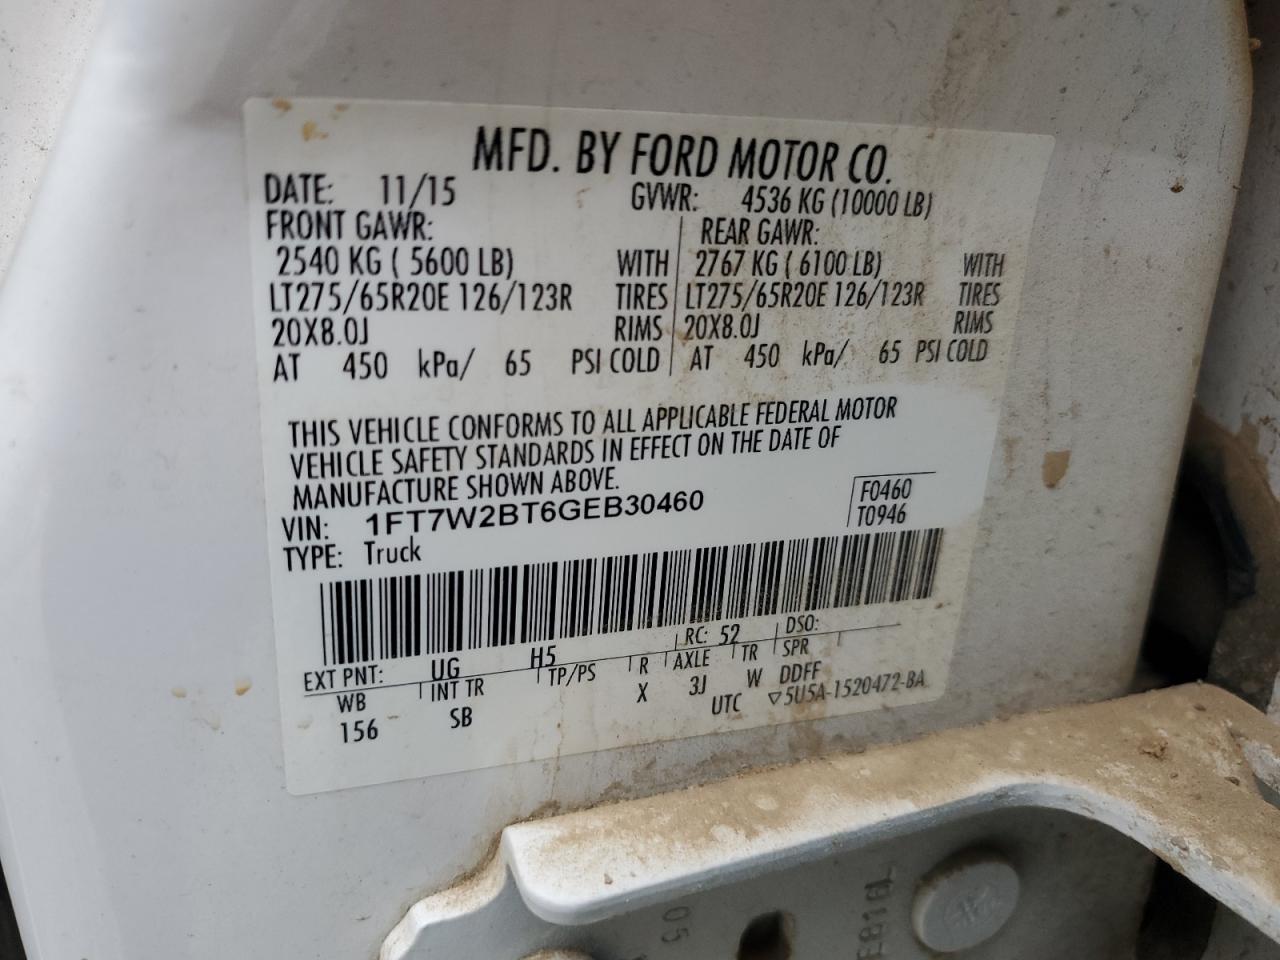 MFD. BY FORD MOTOR CO.
DATE: 11/15 GVWR: 4536 KG (10000 LB)
FRONT GAWR: REAR GAWR:
2540 KG ( 5600 LB) WITH 2767 KG ( 6100 LB) WITH
LT275/65R20E 126/123R TIRES LT275/65R20E 126/123R TIRES
20X8.0J RIMS 20X8.0J RIMS
AT 450 kPa/ 65 PSI COLD AT 450 kPa/ 65 PSI COLD
THIS VEHICLE CONFORMS TO ALL APPLICABLE FEDERAL MOTOR
VEHICLE SAFETY STANDARDS IN EFFECT ON THE DATE OF
MANUFACTURE SHOWN ABOVE.
VIN: 1FT7W2BT6GEB30460 F0460
TYPE: Truck T0946
EXT PNT: UG H5 RC: 52 DSO:
WB INT TR TP/PS R AXLE TR SPR
156 SB X 3J W DDFF
UTC ▽5U5A-1520472-BA
05 E816L